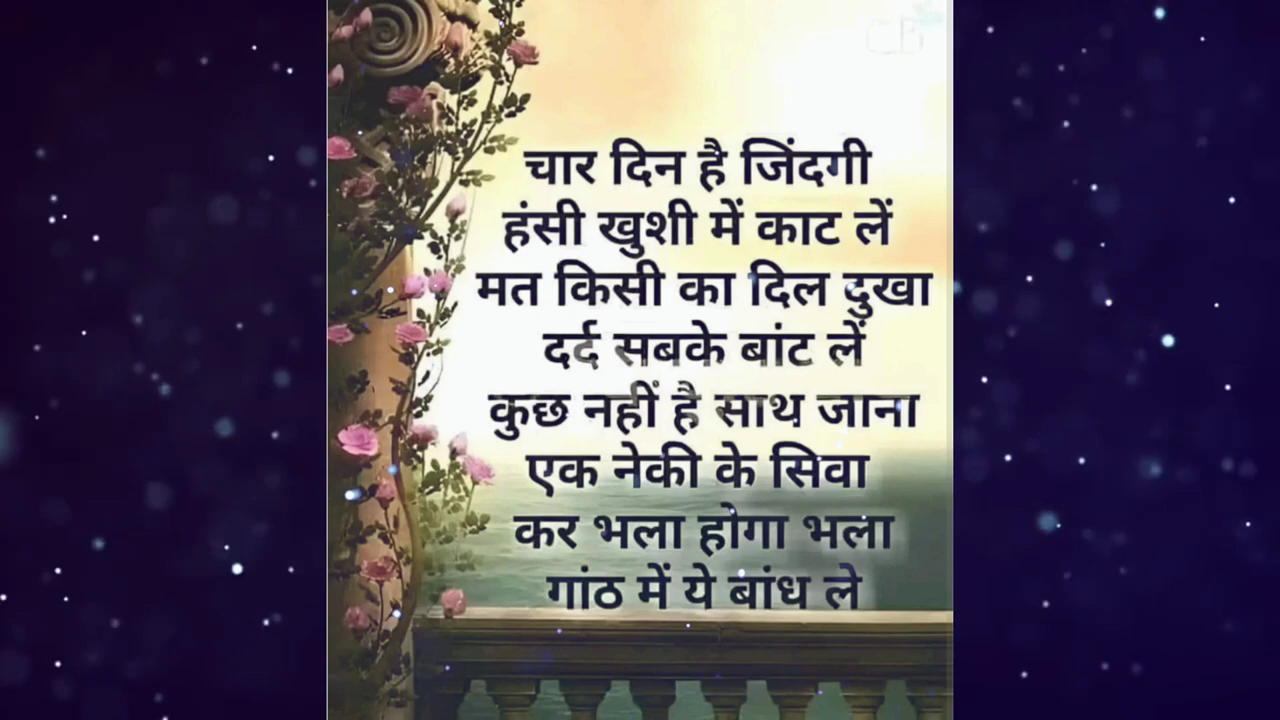 चार दिन है जिंदगी
हंसी खुशी में काट लें
मत किसी का दिल दुखा
दर्द सबके बांट लें
कुछ नहीं है साथ जाना
एक नेकी के सिवा
कर भला होगा भला
गांठ में ये बांध ले